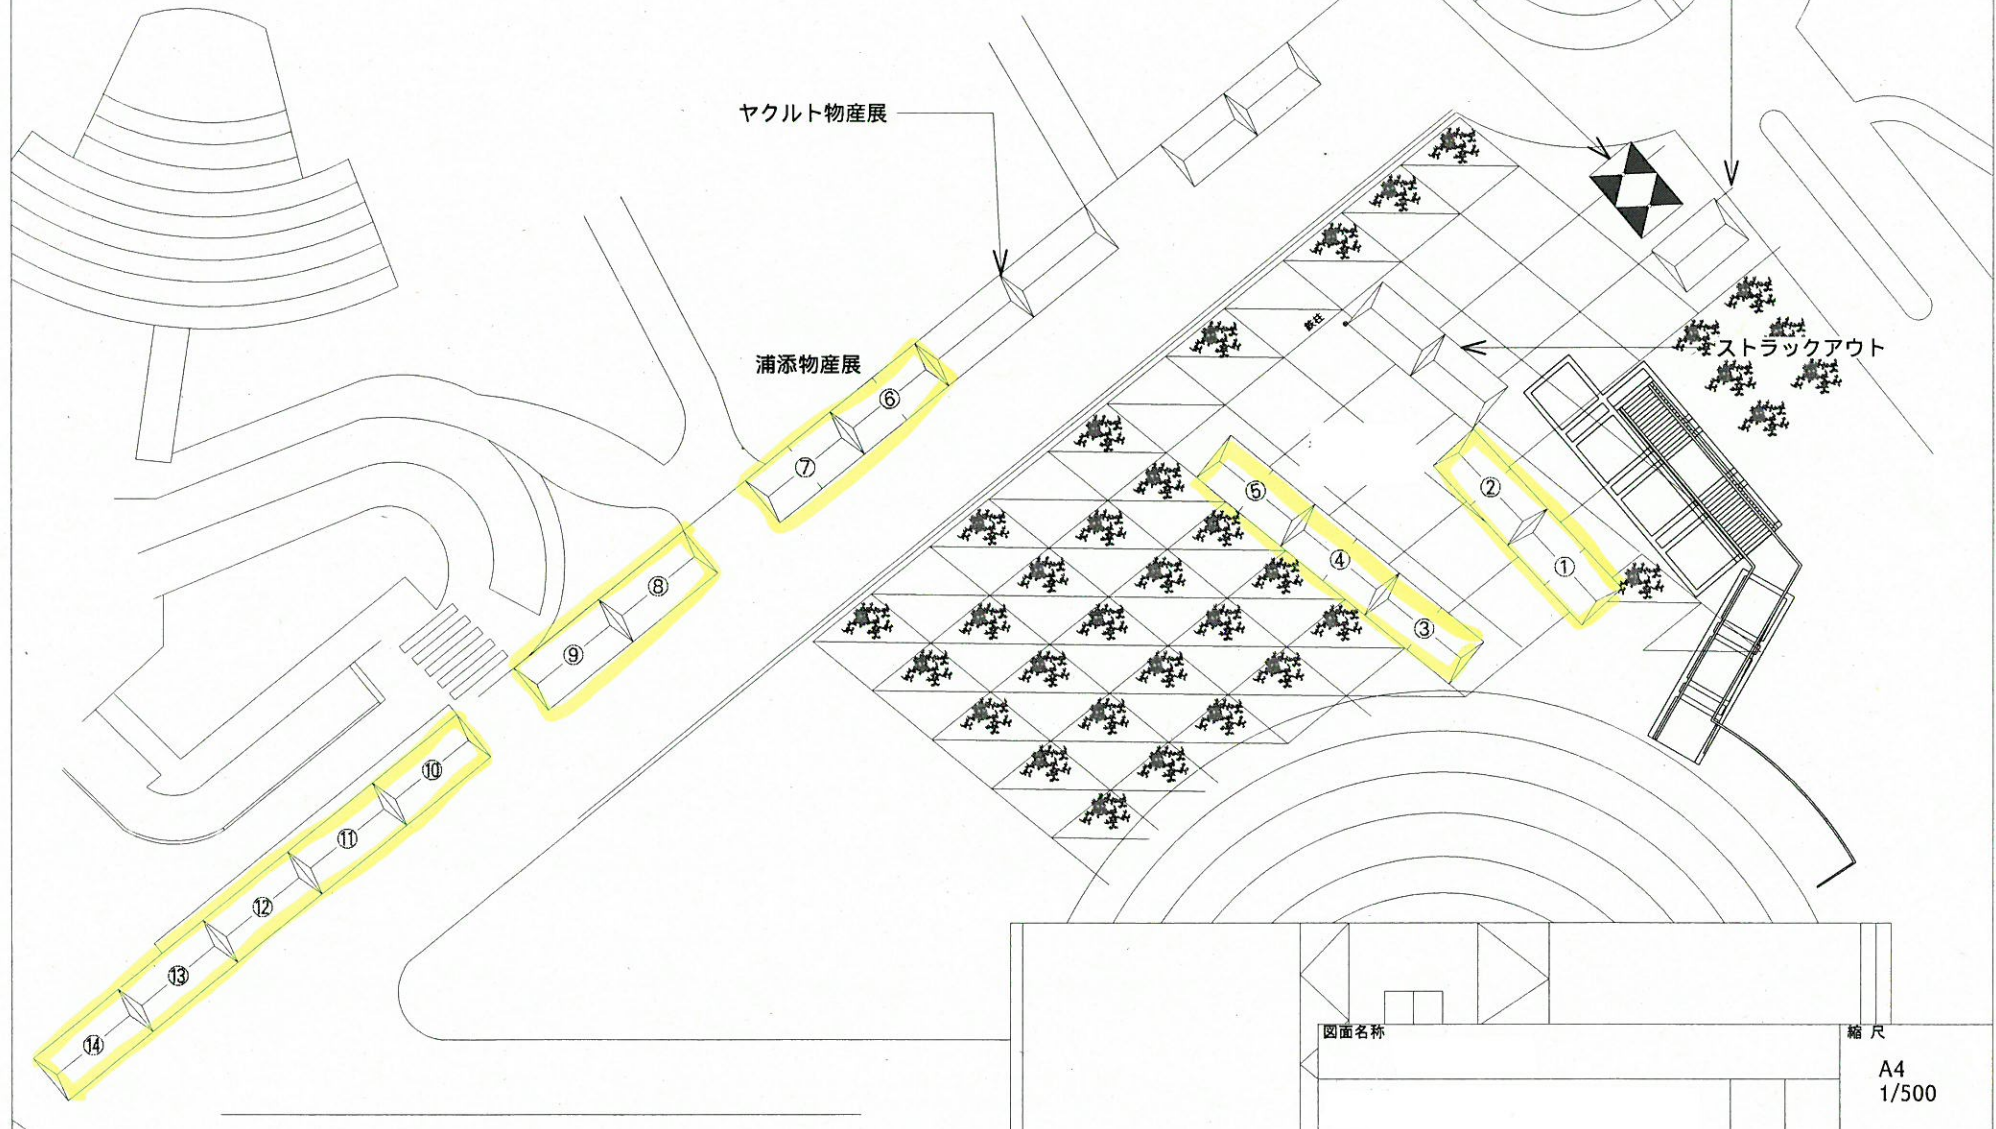 ヤクルト物産展
鉄柱
ストラックアウト
浦添物産展
⑥
⑦
②
⑤
①
④
⑧
③
⑨
⑩
⑪
⑫
⑬
⑭
図面名称
縮 尺
A4
1/500